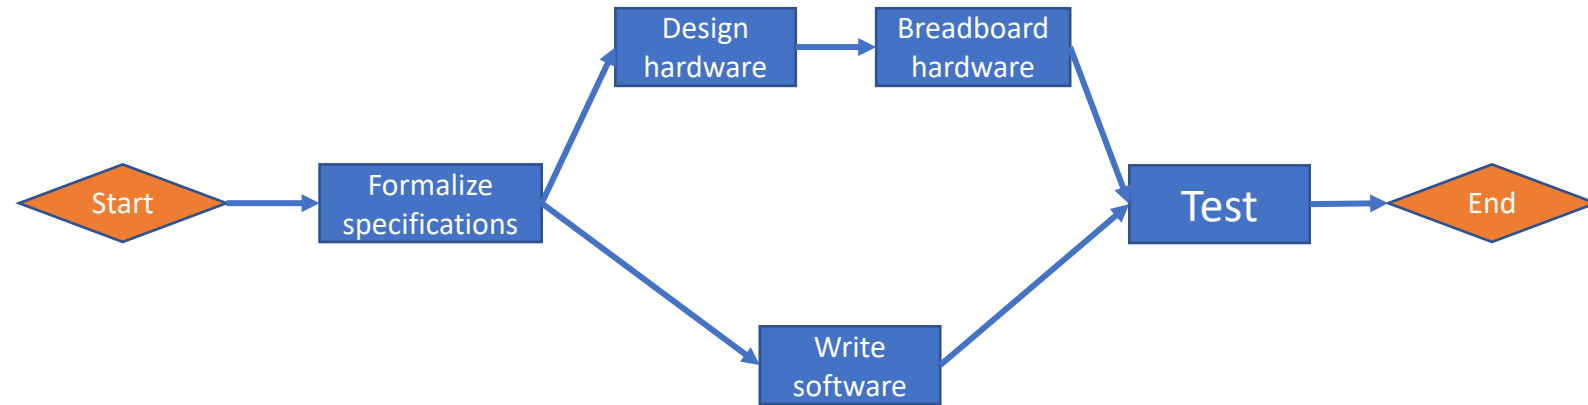 Start
Formalize
specifications
Design
hardware
Breadboard
hardware
Write
software
Test
End